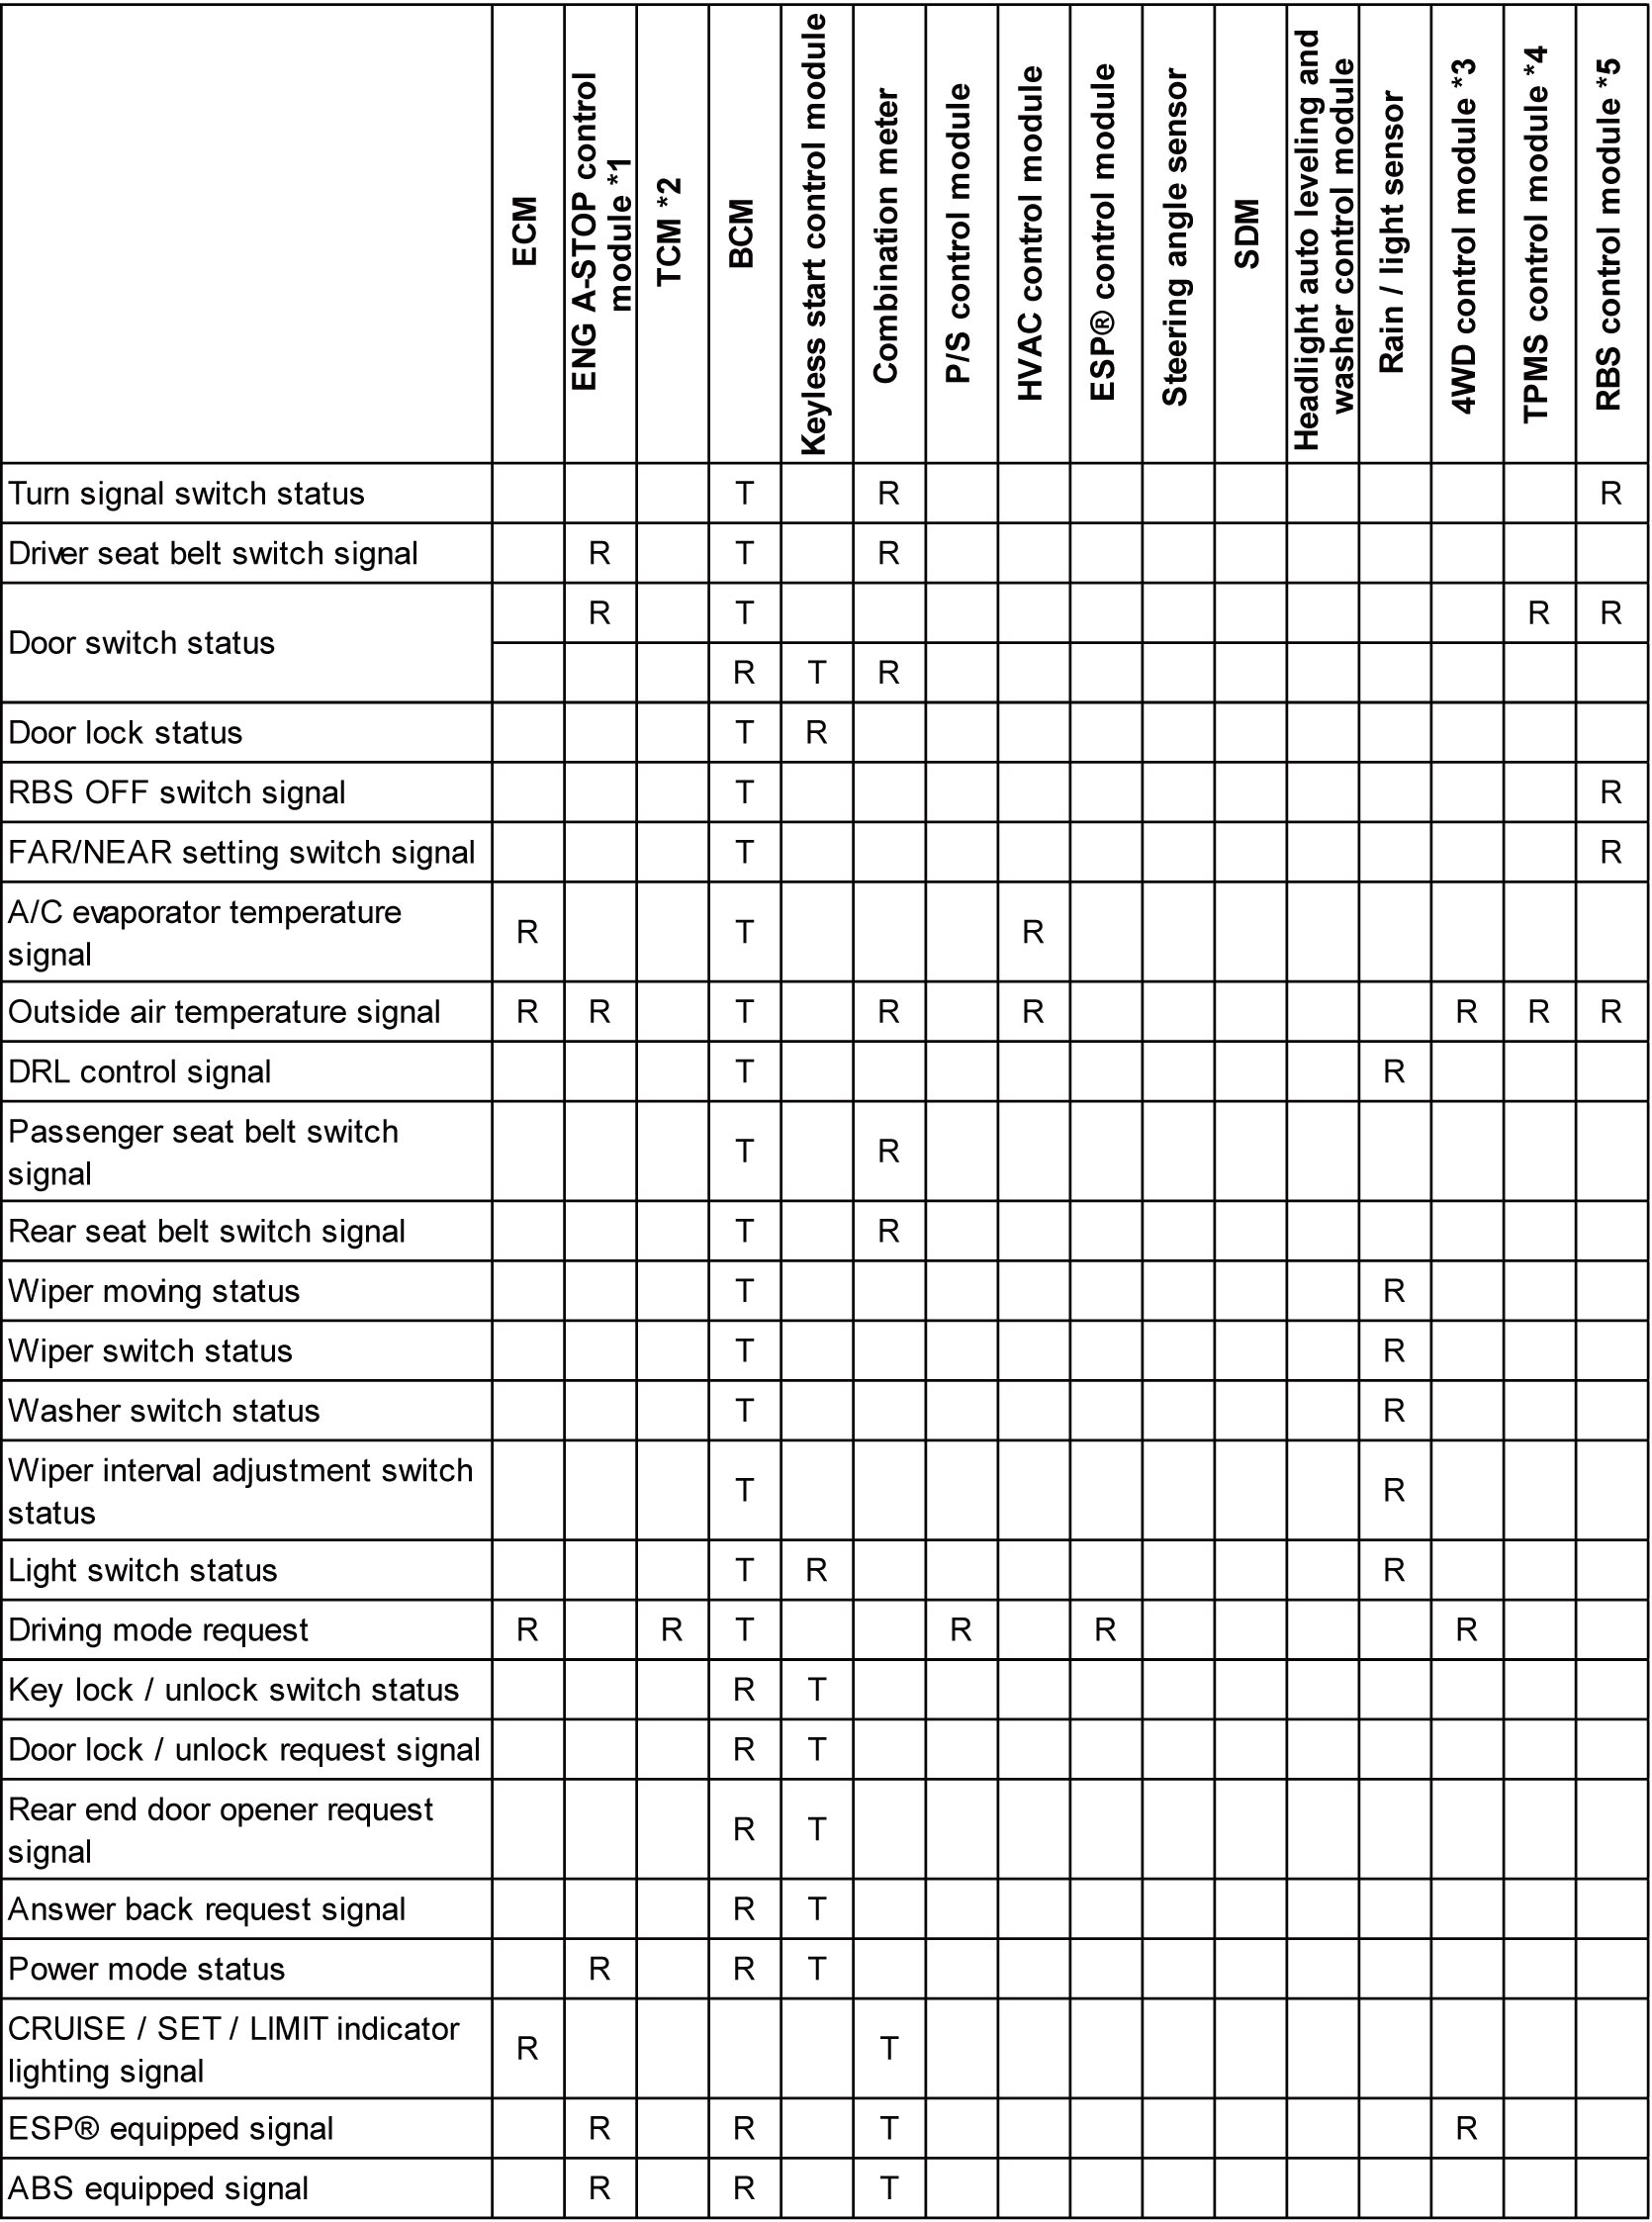 ECM
ENG A-STOP control
module *1
TCM *2
BCM
Keyless start control module
Combination meter
P/S control module
HVAC control module
ESP® control module
Steering angle sensor
SDM
Headlight auto leveling and
washer control module
Rain / light sensor
4WD control module *3
TPMS control module *4
RBS control module *5
Turn signal switch status T R R
Driver seat belt switch signal R T R
Door switch status
R T R R
R T R
Door lock status T R
RBS OFF switch signal T R
FAR/NEAR setting switch signal T R
A/C evaporator temperature
signal
R T R
Outside air temperature signal R R T R R R R R
DRL control signal T R
Passenger seat belt switch
signal
T R
Rear seat belt switch signal T R
Wiper moving status T R
Wiper switch status T R
Washer switch status T R
Wiper interval adjustment switch
status
T R
Light switch status T R R
Driving mode request R R T R R R
Key lock / unlock switch status R T
Door lock / unlock request signal R T
Rear end door opener request
signal
R T
Answer back request signal R T
Power mode status R R T
CRUISE / SET / LIMIT indicator
lighting signal
R T
ESP® equipped signal R R T R
ABS equipped signal R R T